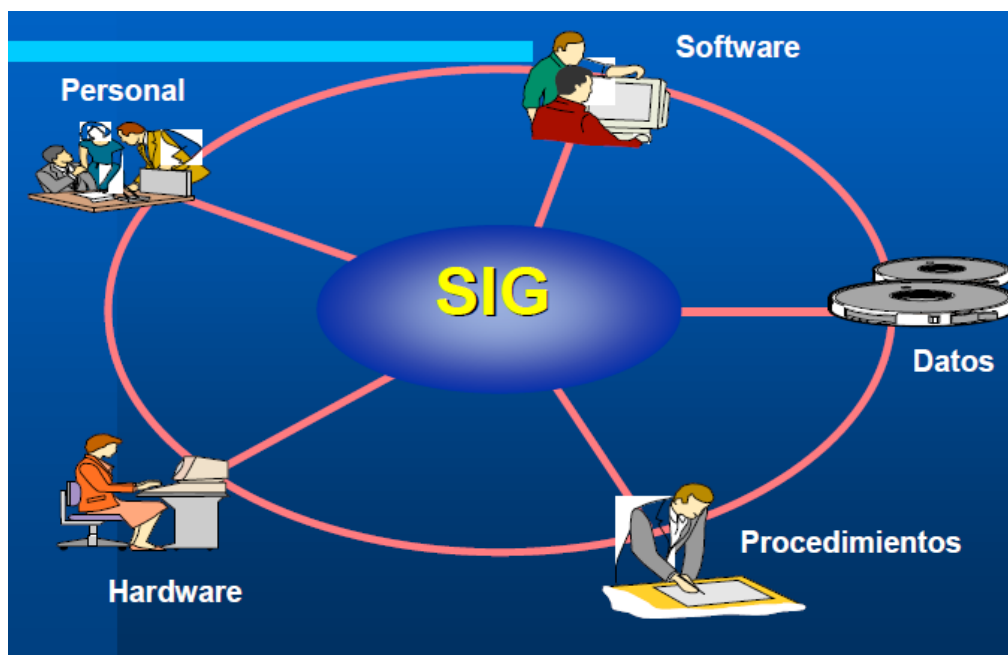 Software
Personal
SIG
Datos
Procedimientos
Hardware